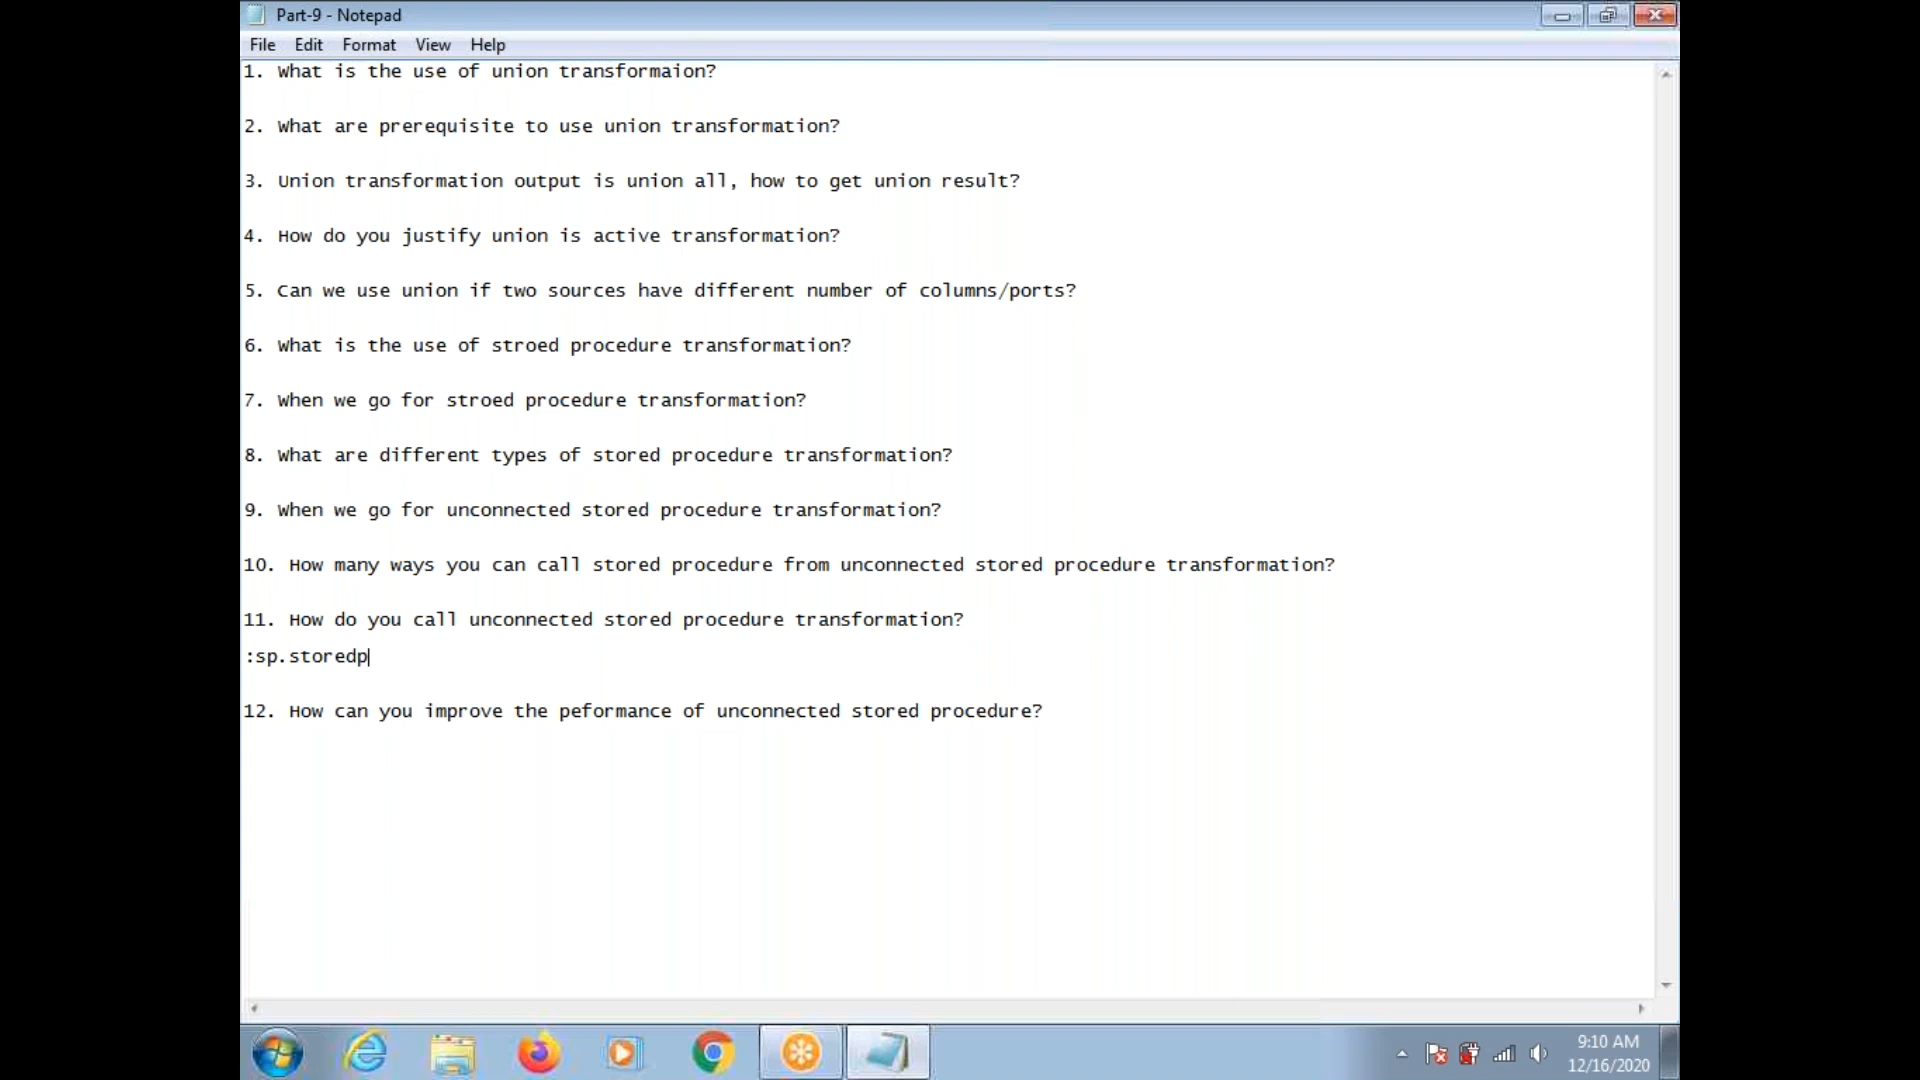 Part-9 - Notepad
File Edit Format View Help
1. What is the use of union transformaion?
2. What are prerequisite to use union transformation?
3. Union transformation output is union all, how to get union result?
4. How do you justify union is active transformation?
5. Can we use union if two sources have different number of columns/ports?
6. What is the use of stroed procedure transformation?
7. When we go for stroed procedure transformation?
8. What are different types of stored procedure transformation?
9. When we go for unconnected stored procedure transformation?
10. How many ways you can call stored procedure from unconnected stored procedure transformation?
11. How do you call unconnected stored procedure transformation?
:sp.storedp
12. How can you improve the peformance of unconnected stored procedure?
9:10 AM
12/16/2020